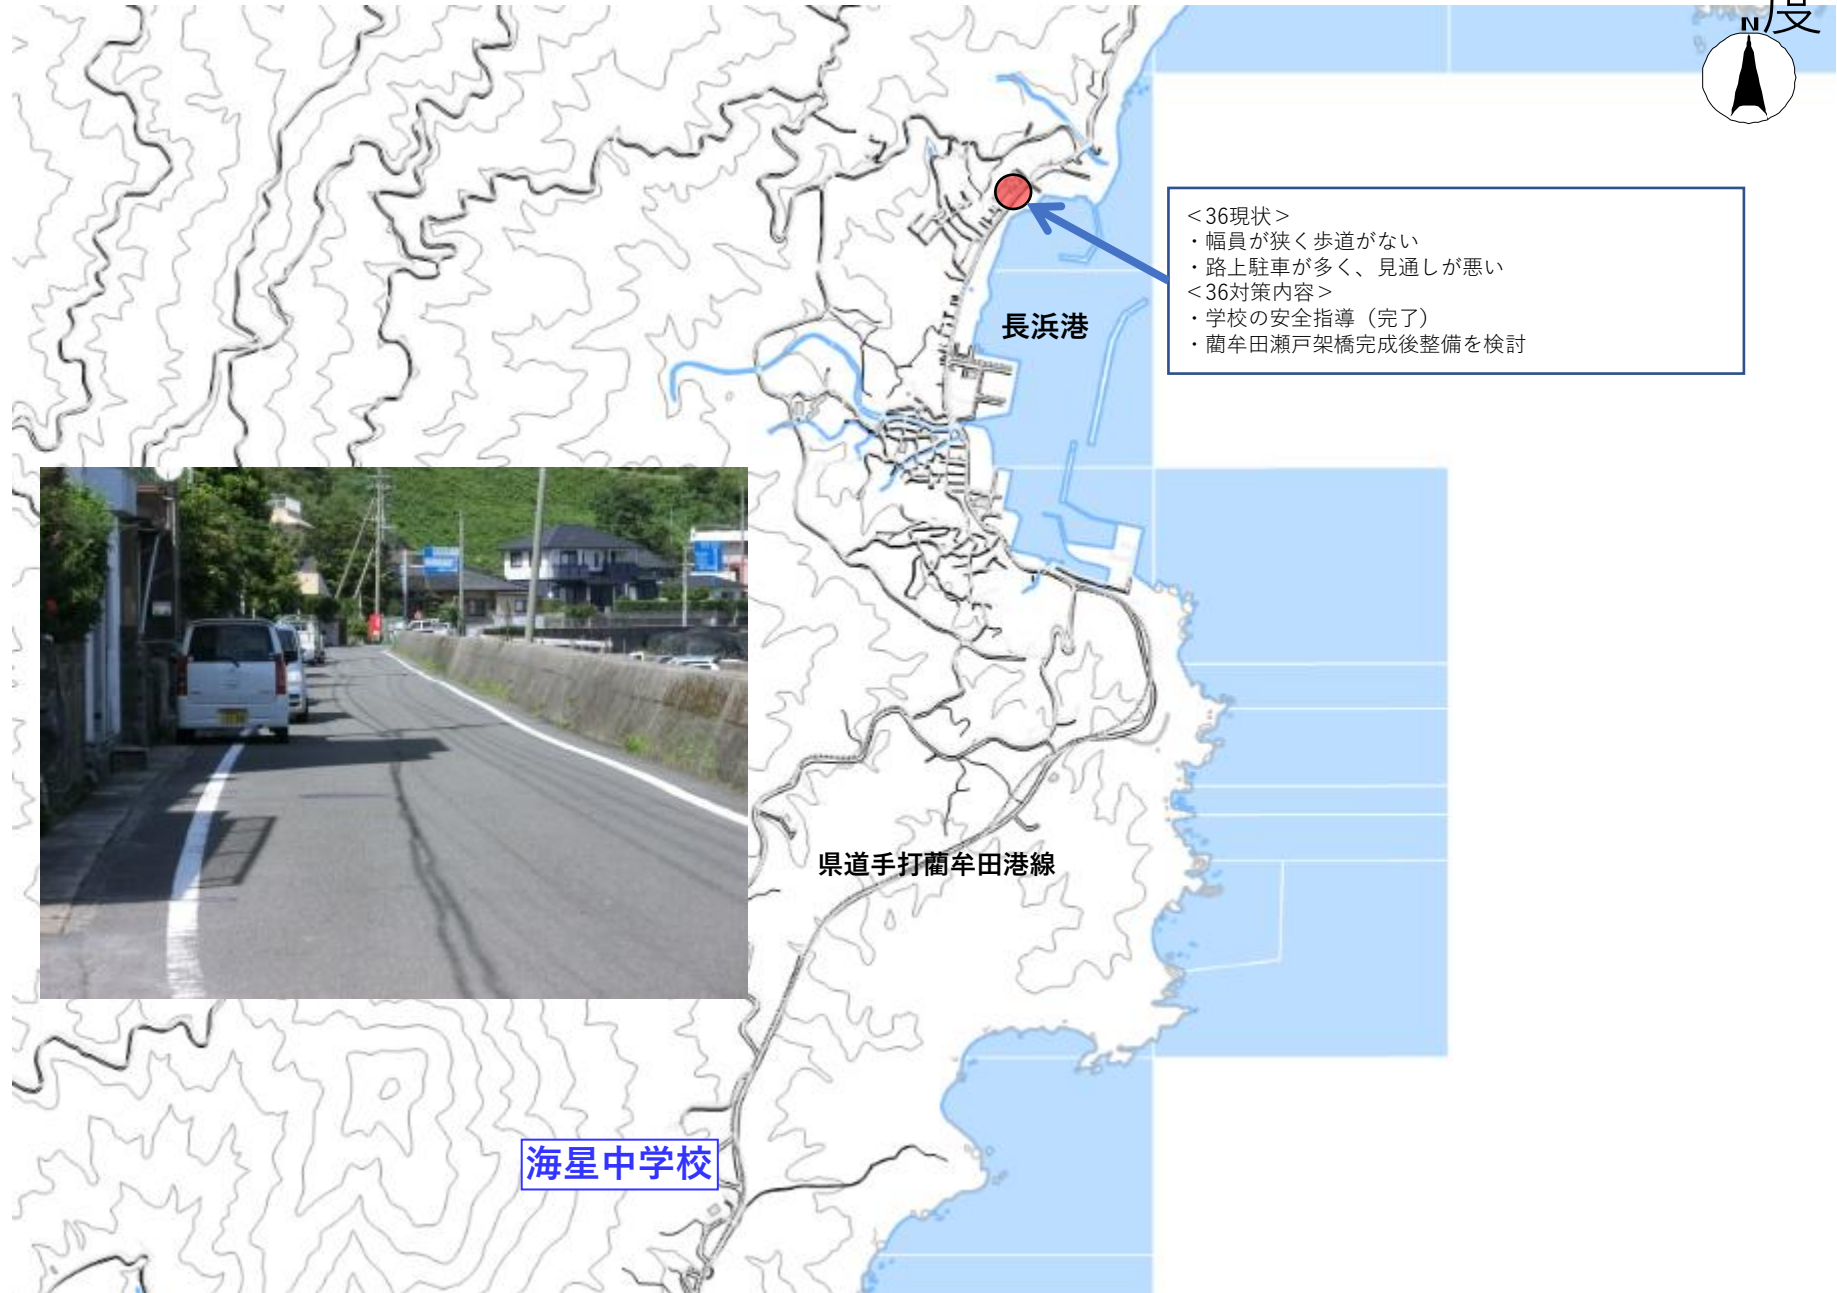 度
N
<36現状>
・幅員が狭く歩道がない
・路上駐車が多く、見通しが悪い
<36対策内容>
・学校の安全指導(完了)
・藺牟田瀬戸架橋完成後整備を検討
長浜港
県道手打藺牟田港線
海星中学校